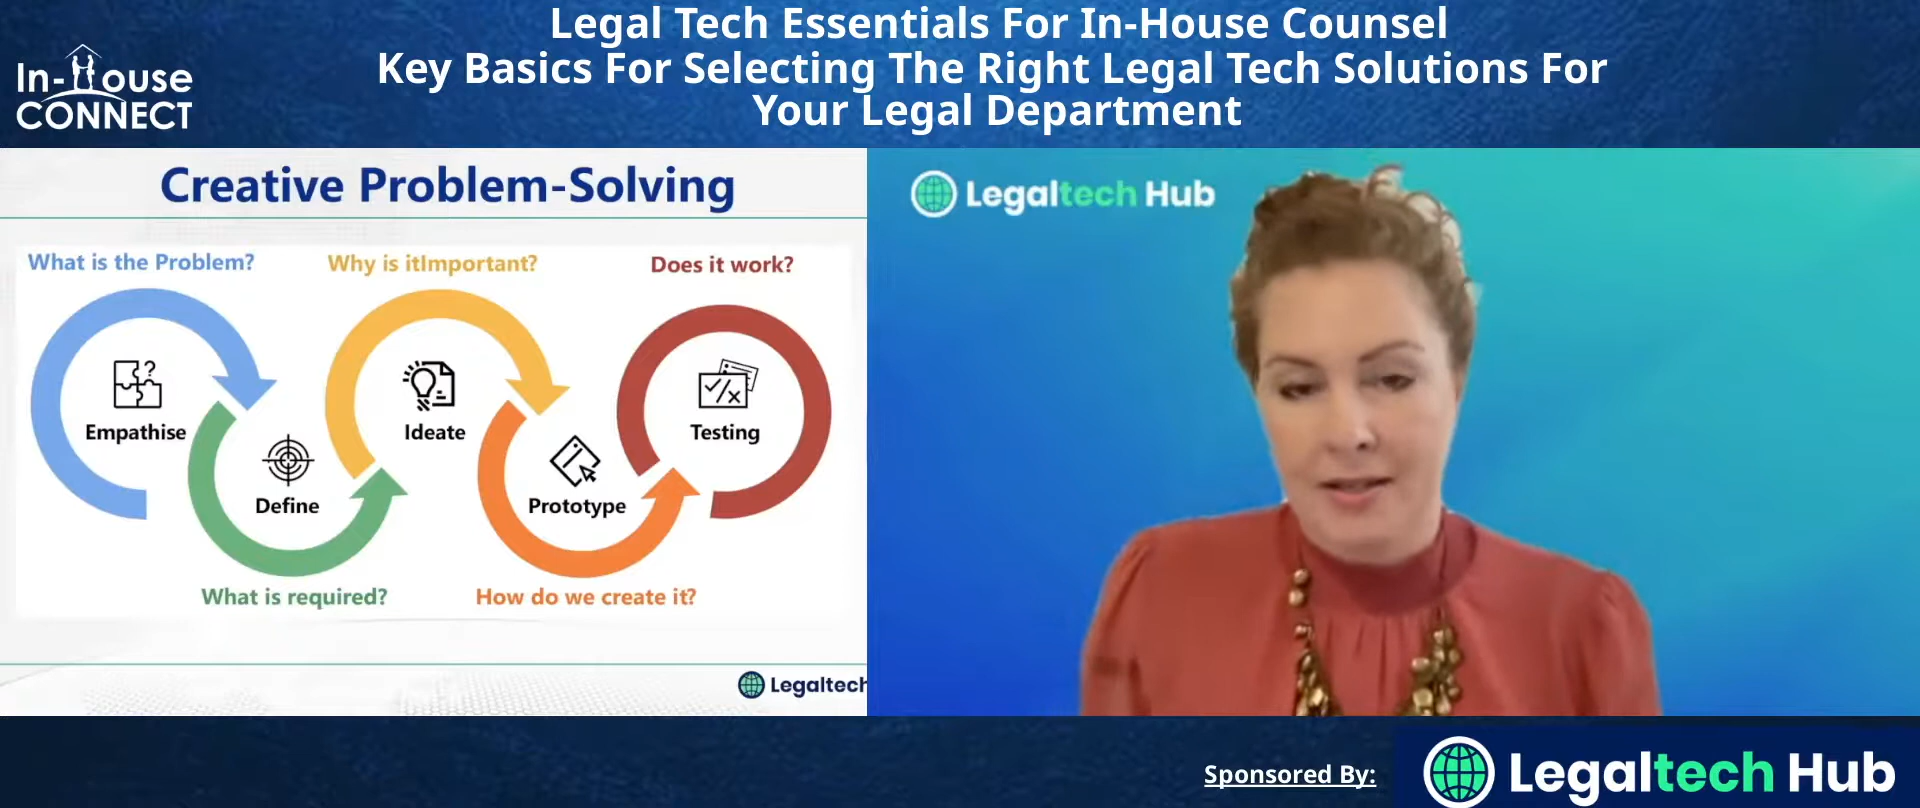 Legal Tech Essentials For In-House Counsel
Key Basics For Selecting The Right Legal Tech Solutions For
Your Legal Department
In-House
CONNECT
Creative Problem-Solving
What is the Problem?
Why is itImportant?
Does it work?
Empathise
Ideate
Testing
Define
Prototype
What is required?
How do we create it?
Legaltech
Legaltech Hub
Sponsored By:
Legaltech Hub